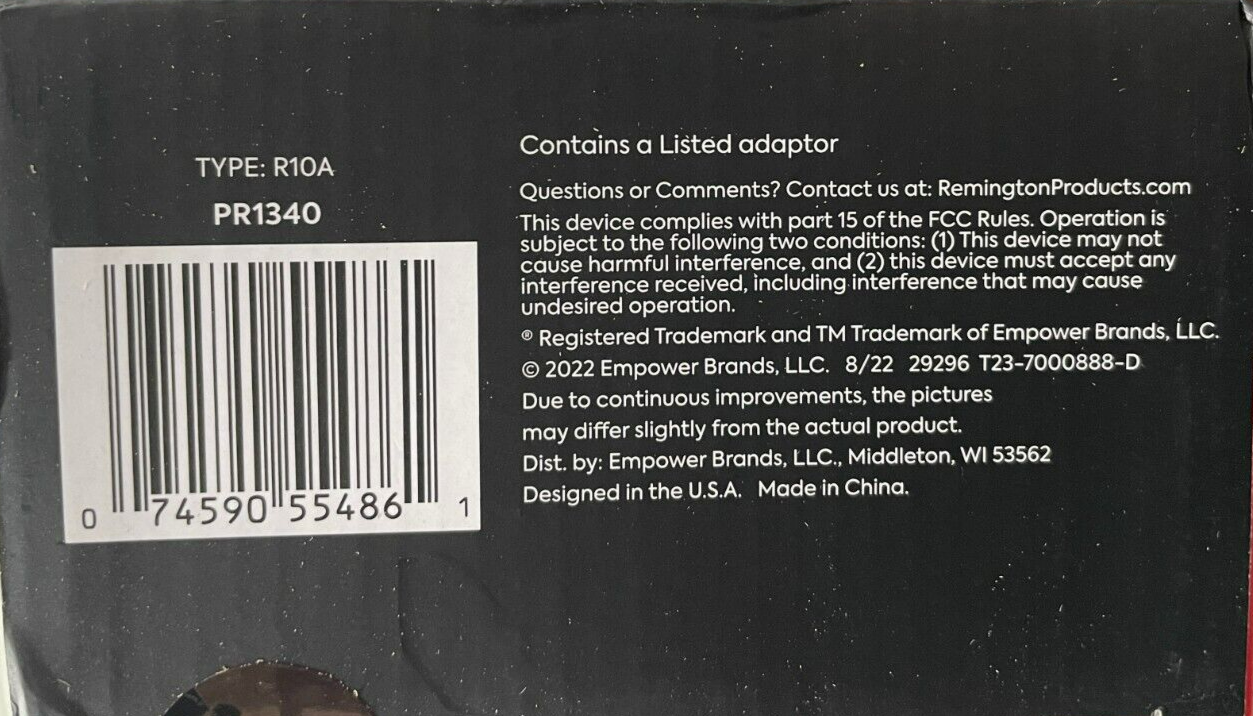 TYPE: R10A
PR1340
0 74590 55486 1
Contains a Listed adaptor
Questions or Comments? Contact us at: RemingtonProducts.com
This device complies with part 15 of the FCC Rules. Operation is
subject to the following two conditions: (1) This device may not
cause harmful interference, and (2) this device must accept any
interference received, including interference that may cause
undesired operation.
® Registered Trademark and TM Trademark of Empower Brands, LLC.
© 2022 Empower Brands, LLC. 8/22 29296 T23-7000888-D
Due to continuous improvements, the pictures
may differ slightly from the actual product.
Dist. by: Empower Brands, LLC., Middleton, WI 53562
Designed in the U.S.A. Made in China.